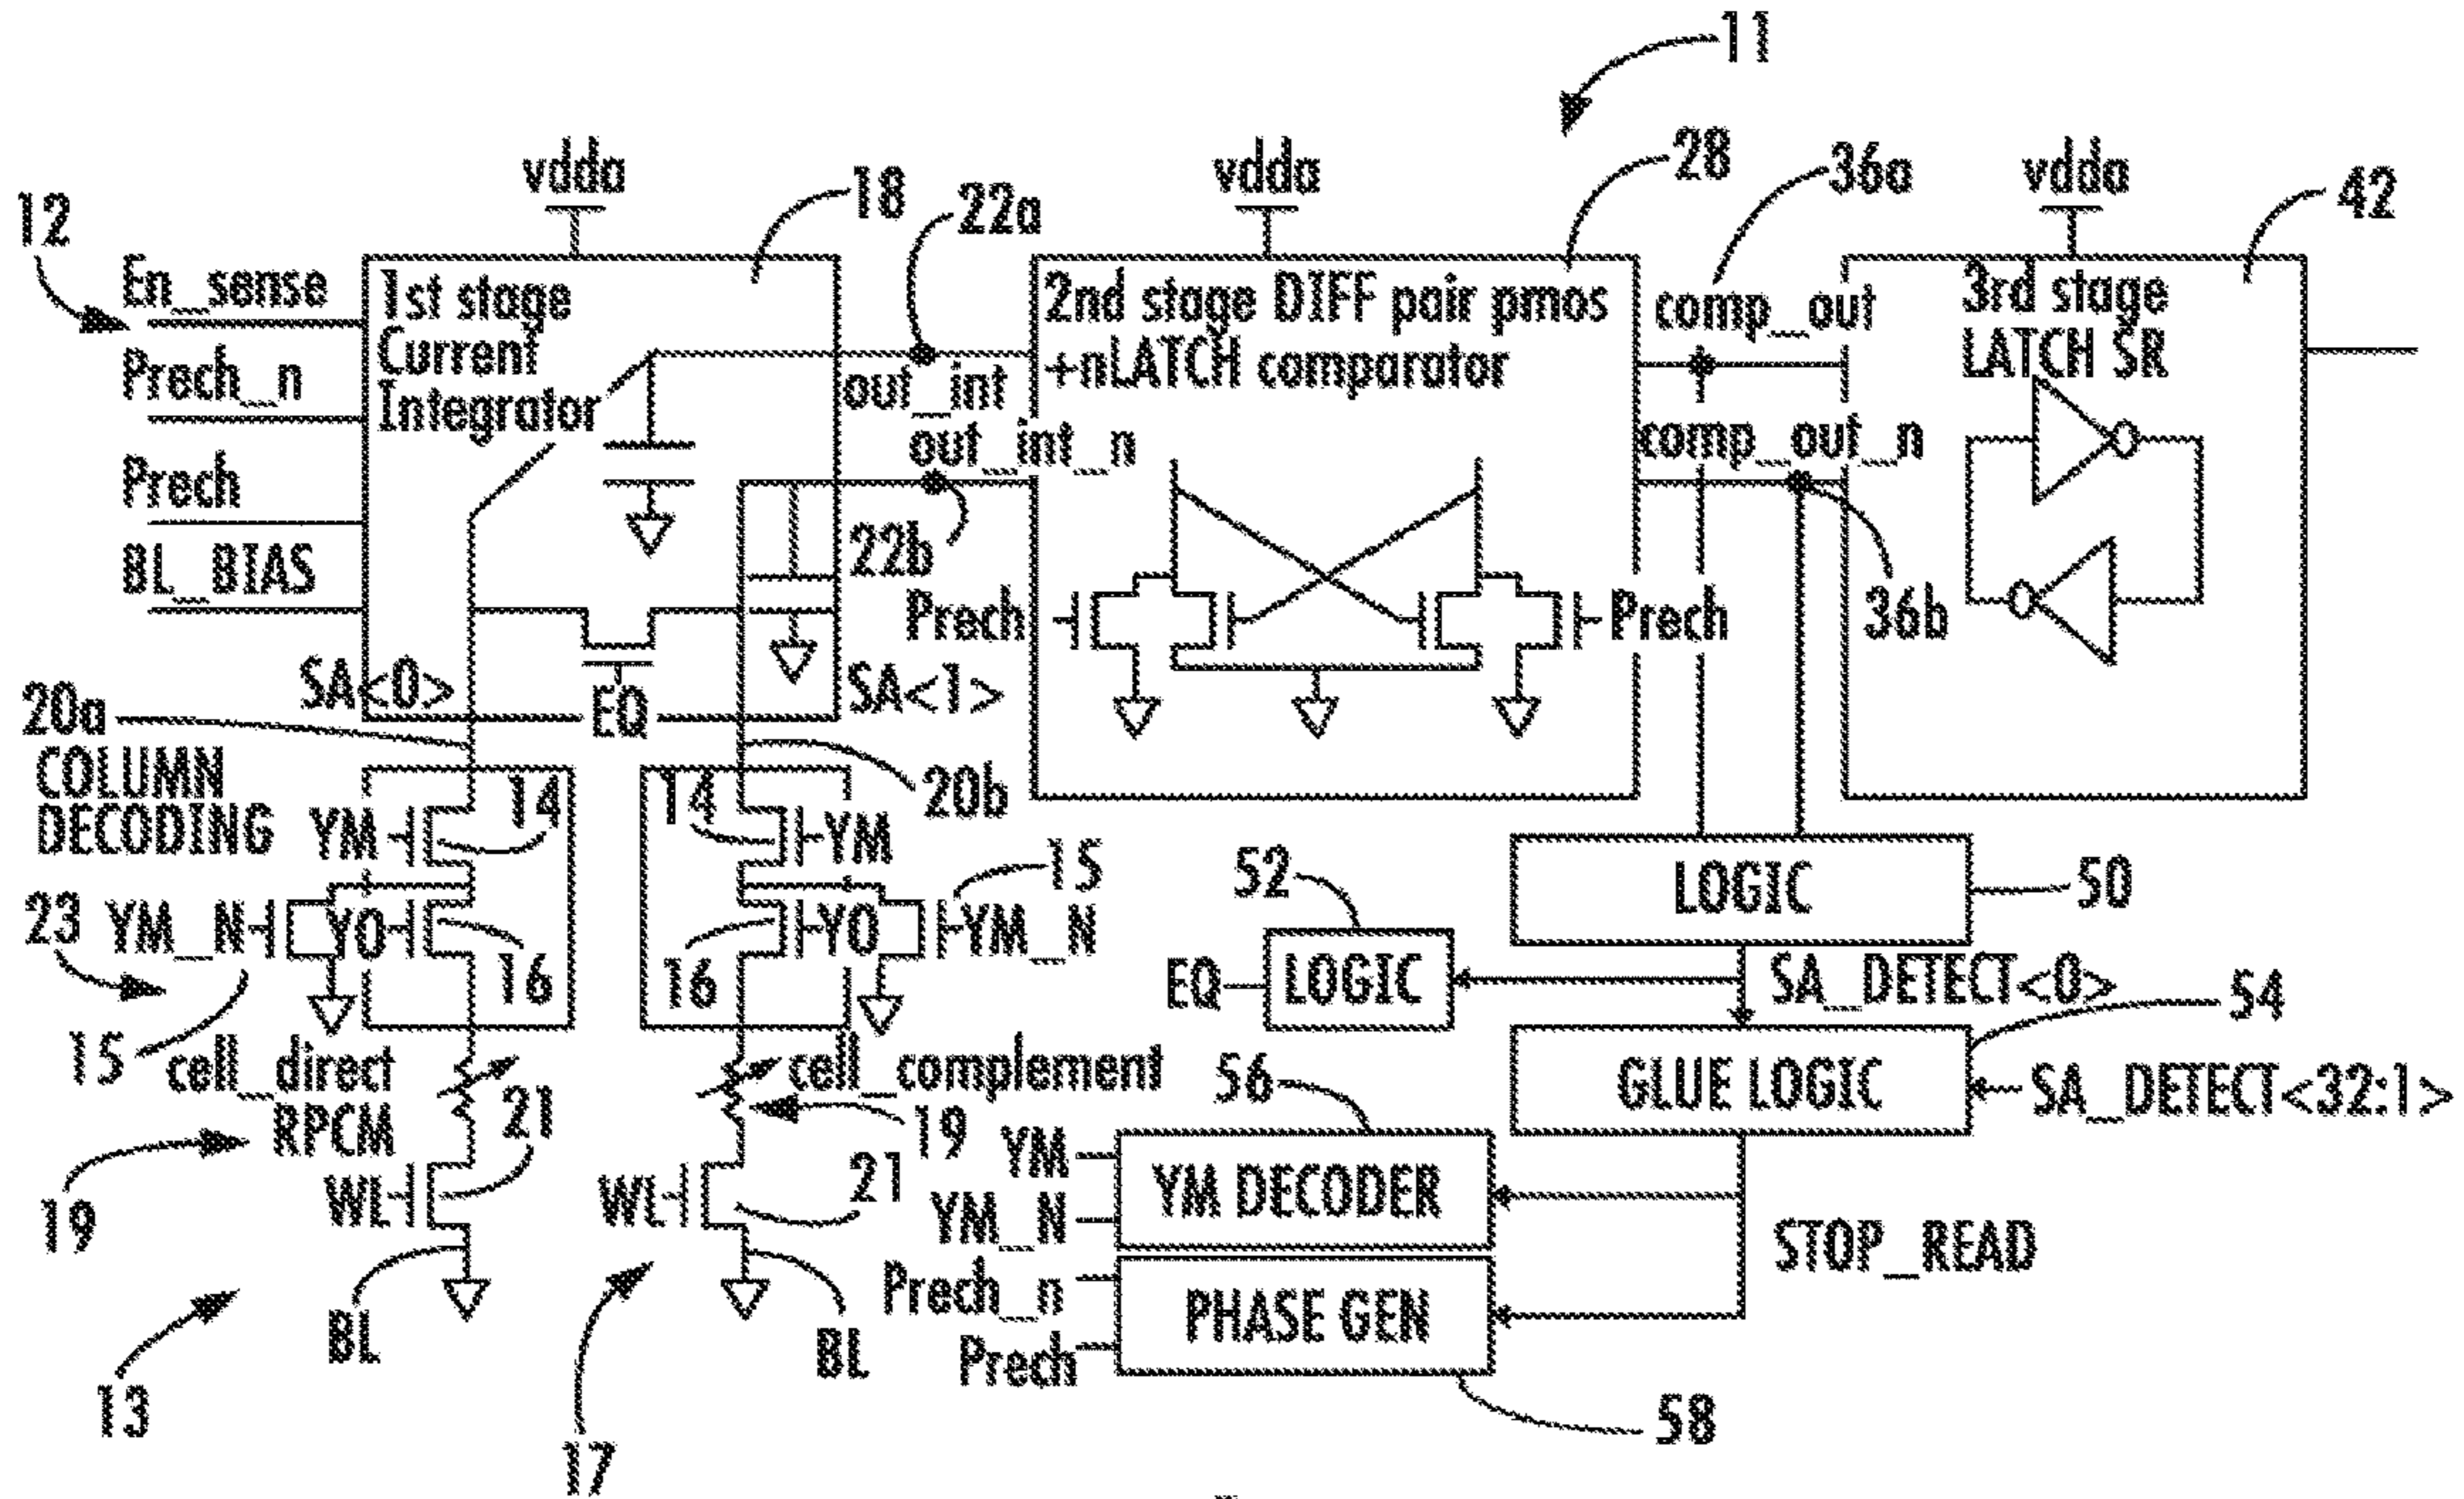 11
vdda
18
22a
vdda
28
36a
vdda
42
12
En_sense
Prech_n
Prech
BL_BIAS
1st stage
Current
Integrator
out_int
out_int_n
22b
2nd stage DIFF pair pmos
+nLATCH comparator
Prech
Prech
comp_out
comp_out_n
36b
3rd stage
LATCH SR
SA<0>
EQ
SA<1>
20a
20b
COLUMN
DECODING
YM
14
14
YM
23
YM_N
YO
16
16
YO
YM_N
15
15
cell_direct
RPCM
cell_complement
19
19
21
21
WL
WL
BL
BL
13
17
LOGIC
50
52
EQ
LOGIC
SA_DETECT<0>
54
GLUE LOGIC
SA_DETECT<32:1>
56
YM
YM_N
YM DECODER
STOP_READ
Prech_n
Prech
PHASE GEN
58